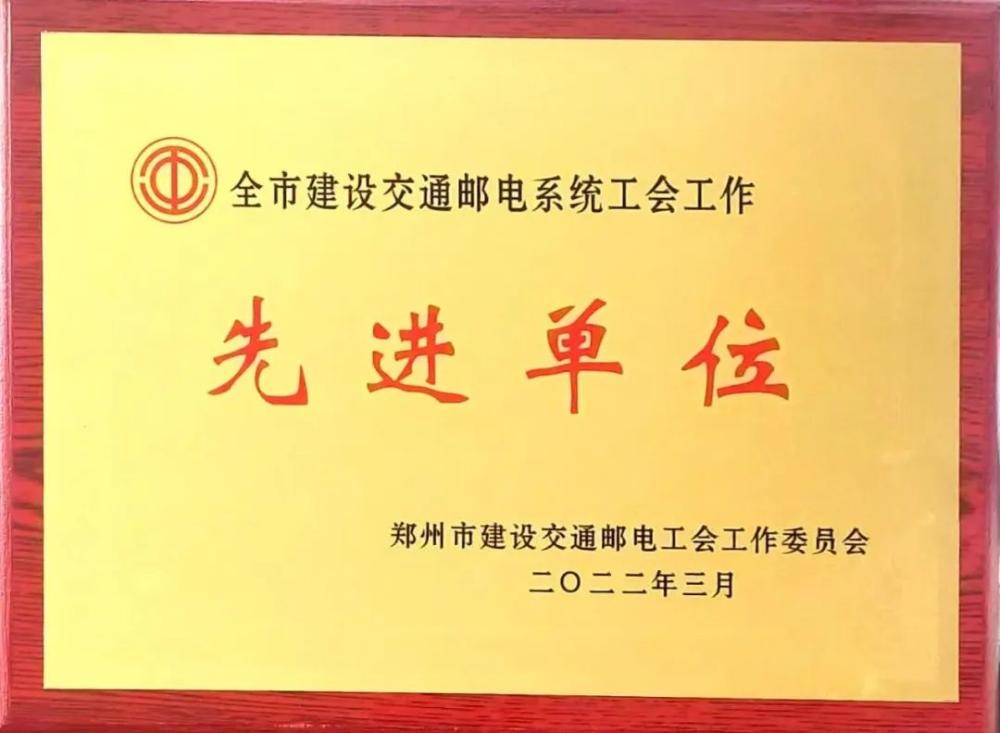 全市建设交通邮电系统工会工作
先进单位
郑州市建设交通邮电工会工作委员会
二〇二二年三月